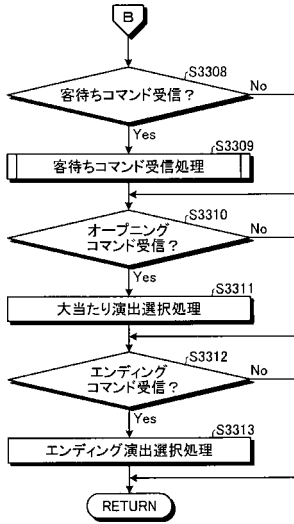 B
S3308
客待ちコマンド受信？
No
Yes
S3309
客待ちコマンド受信処理
S3310
オープニング
コマンド受信？
No
Yes
S3311
大当たり演出選択処理
S3312
エンディング
コマンド受信？
No
Yes
S3313
エンディング演出選択処理
RETURN